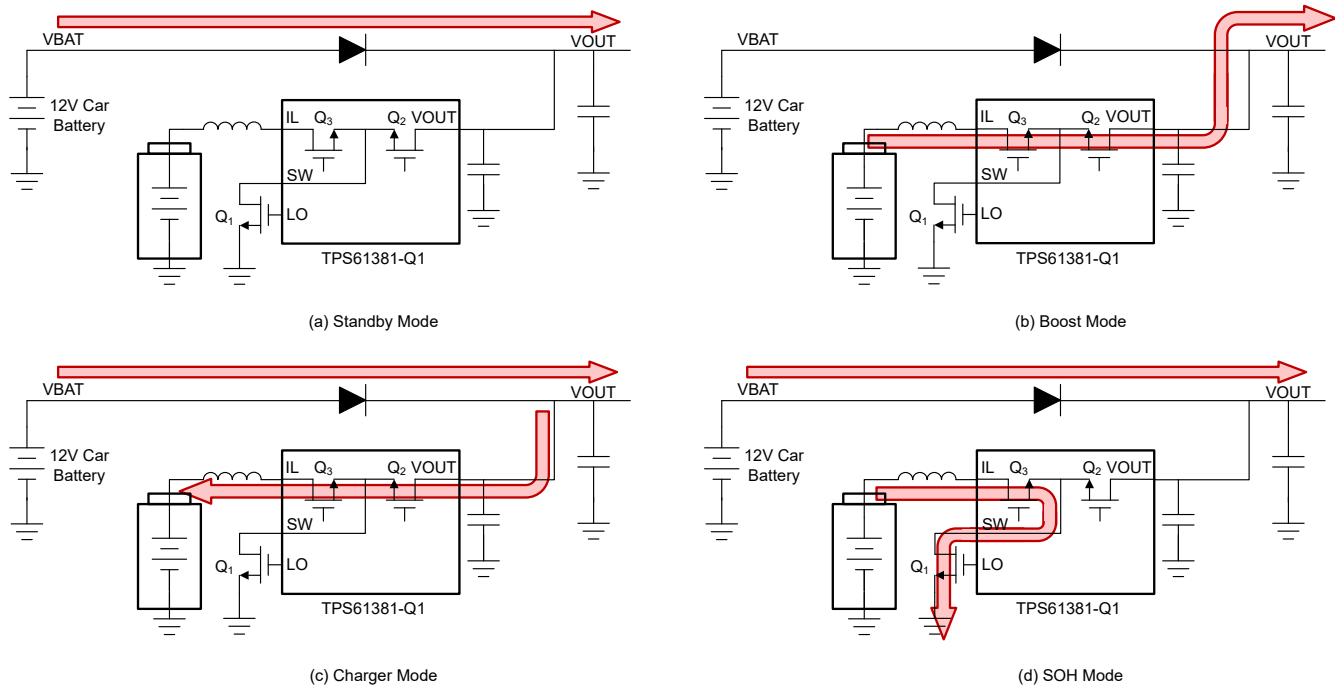 VBAT
VOUT
12V Car
Battery
IL
Q3
Q2
VOUT
SW
Q1
LO
TPS61381-Q1
(a) Standby Mode
VBAT
VOUT
12V Car
Battery
IL
Q3
Q2
VOUT
SW
Q1
LO
TPS61381-Q1
(b) Boost Mode
VBAT
VOUT
12V Car
Battery
IL
Q3
Q2
VOUT
SW
Q1
LO
TPS61381-Q1
(c) Charger Mode
VBAT
VOUT
12V Car
Battery
IL
Q3
Q2
VOUT
SW
Q1
LO
TPS61381-Q1
(d) SOH Mode